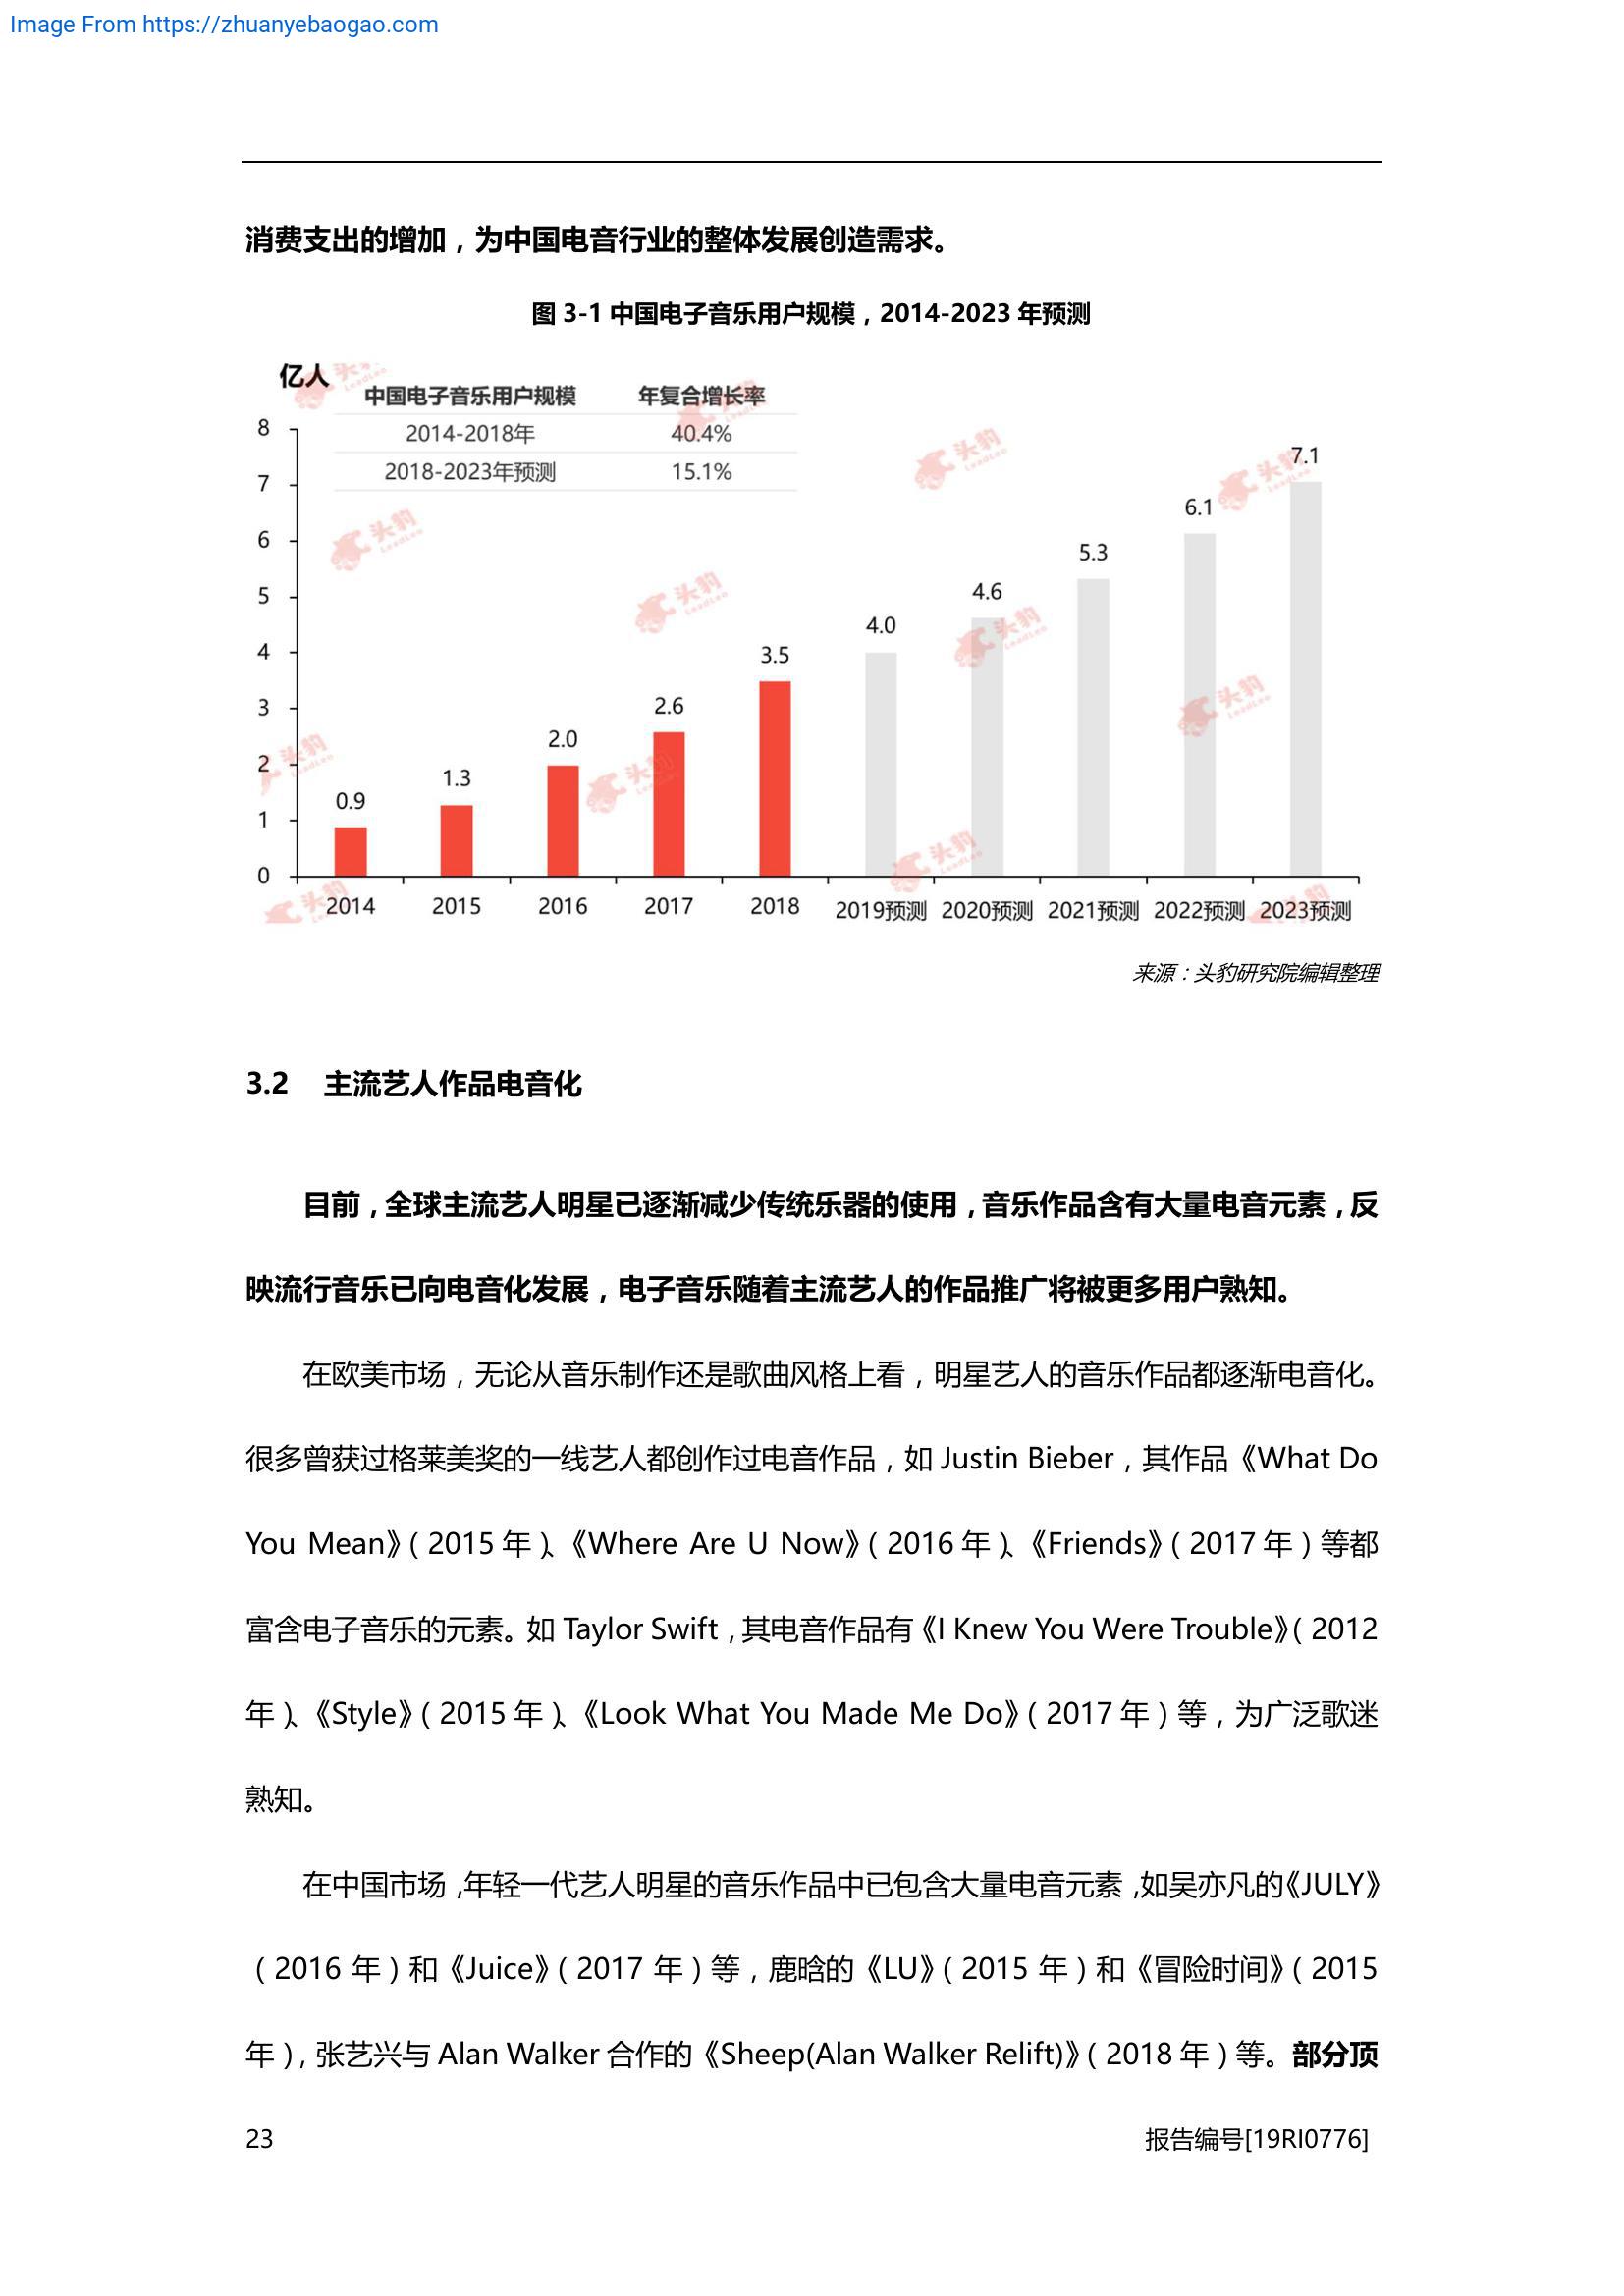 Image From https://zhuanyebaogao.com
消费支出的增加，为中国电音行业的整体发展创造需求。
图 3-1 中国电子音乐用户规模，2014-2023 年预测
亿人
中国电子音乐用户规模 年复合增长率
2014-2018年 40.4%
2018-2023年预测 15.1%
8
7
6
5
4
3
2
1
0
0.9
1.3
2.0
2.6
3.5
4.0
4.6
5.3
6.1
7.1
2014 2015 2016 2017 2018 2019预测 2020预测 2021预测 2022预测 2023预测
头豹 LeadLeo
来源：头豹研究院编辑整理
3.2 主流艺人作品电音化
目前，全球主流艺人明星已逐渐减少传统乐器的使用，音乐作品含有大量电音元素，反
映流行音乐已向电音化发展，电子音乐随着主流艺人的作品推广将被更多用户熟知。
在欧美市场，无论从音乐制作还是歌曲风格上看，明星艺人的音乐作品都逐渐电音化。
很多曾获过格莱美奖的一线艺人都创作过电音作品，如 Justin Bieber，其作品《What Do
You Mean》（2015 年）、《Where Are U Now》（2016 年）、《Friends》（2017 年）等都
富含电子音乐的元素。如 Taylor Swift，其电音作品有《I Knew You Were Trouble》（2012
年）、《Style》（2015 年）、《Look What You Made Me Do》（2017 年）等，为广泛歌迷
熟知。
在中国市场，年轻一代艺人明星的音乐作品中已包含大量电音元素，如吴亦凡的《JULY》
（2016 年）和《Juice》（2017 年）等，鹿晗的《LU》（2015 年）和《冒险时间》（2015
年），张艺兴与 Alan Walker 合作的《Sheep(Alan Walker Relift)》（2018 年）等。部分顶
23 报告编号[19RI0776]